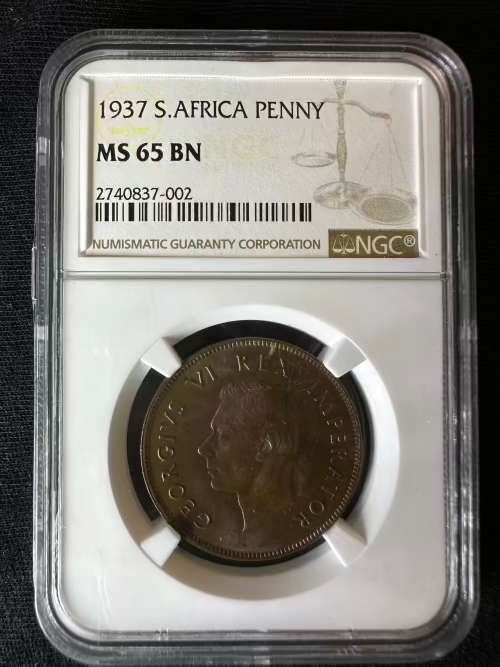 1937 S.AFRICA PENNY
MS 65 BN
2740837-002
NUMISMATIC GUARANTY CORPORATION
NGC®
GEORGIVS VI REX IMPERATOR